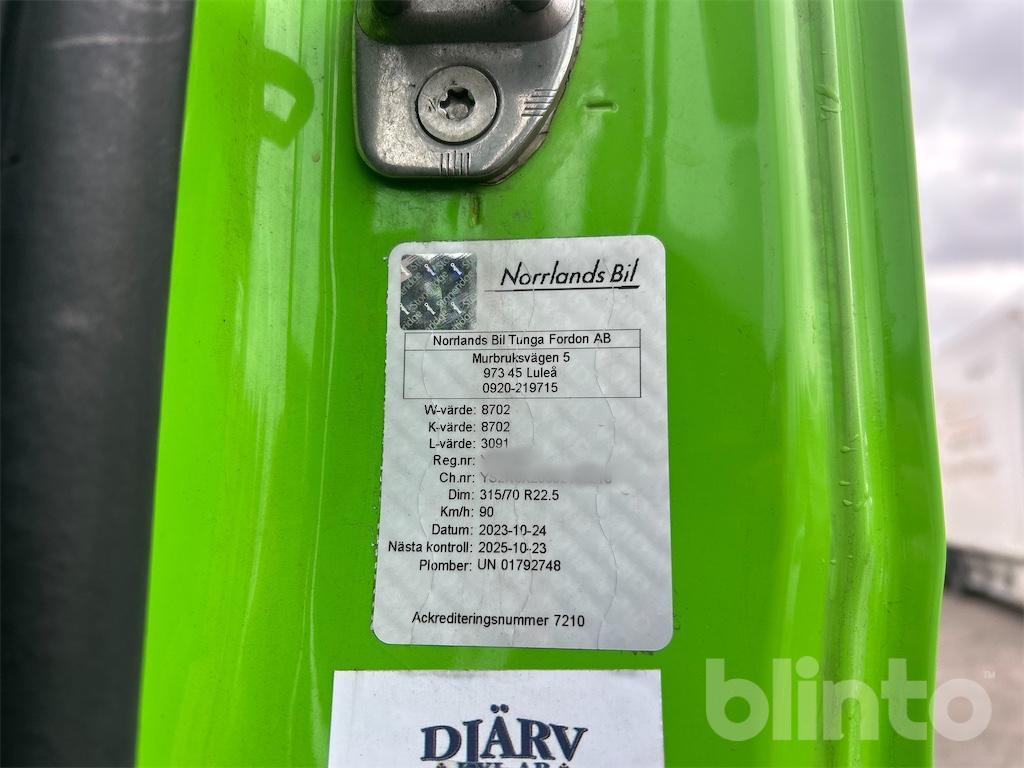 Norrlands Bil
Norrlands Bil Tunga Fordon AB
Murbruksvägen 5
973 45 Luleå
0920-219715
W-värde: 8702
K-värde: 8702
L-värde: 3091
Reg.nr:
Ch.nr:
Dim: 315/70 R22.5
Km/h: 90
Datum: 2023-10-24
Nästa kontroll: 2025-10-23
Plomber: UN 01792748
Ackrediteringsnummer 7210
blinto™
DJÄRV